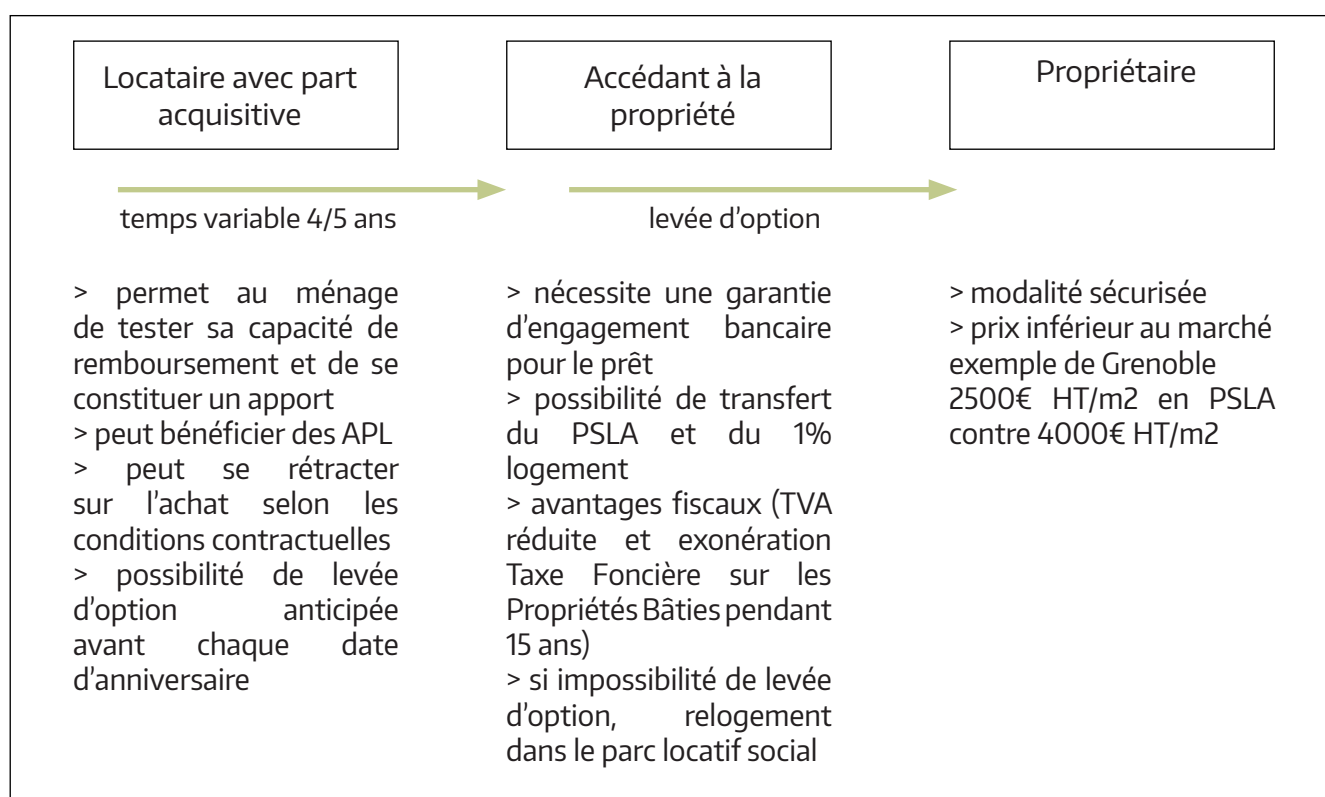 Locataire avec part
acquisitive
temps variable 4/5 ans
> permet au ménage
de tester sa capacité de
remboursement et de se
constituer un apport
> peut bénéficier des APL
> peut se rétracter
sur l'achat selon les
conditions contractuelles
> possibilité de levée
d'option anticipée
avant chaque date
d'anniversaire
Accédant à la
propriété
levée d'option
> nécessite une garantie
d'engagement bancaire
pour le prêt
> possibilité de transfert
du PSLA et du 1%
logement
> avantages fiscaux (TVA
réduite et exonération
Taxe Foncière sur les
Propriétés Bâties pendant
15 ans)
> si impossibilité de levée
d'option, relogement
dans le parc locatif social
Propriétaire
> modalité sécurisée
> prix inférieur au marché
exemple de Grenoble
2500€ HT/m2 en PSLA
contre 4000€ HT/m2